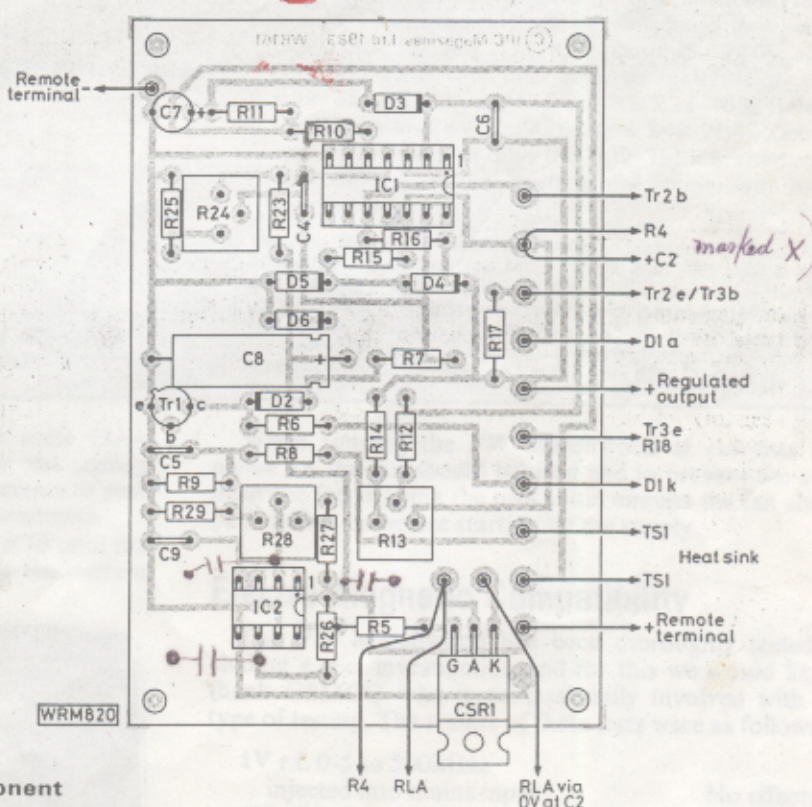 © IPC Magazines Ltd 1983 WR161
Remote
terminal-
C7
+
R11
D3
C6
R10
1
IC1
R25
R24
R23
C4
Tr2 b
R4
+C2
marked X
R16
R15
D5
D4
Tr2 e/Tr3b
D6
R17
D1a
C8
+
R7
+ Regulated
output
e
Tr1
c
b
D2
R6
R14
R12
Tr3 e
R18
C5
R8
D1k
R9
R29
R28
R27
R13
TS1
Heat sink
C9
1
IC2
TS1
R26
R5
+Remote
terminal
G A K
WRM820
CSR1
R4
RLA
RLA via
0V at C2
onent